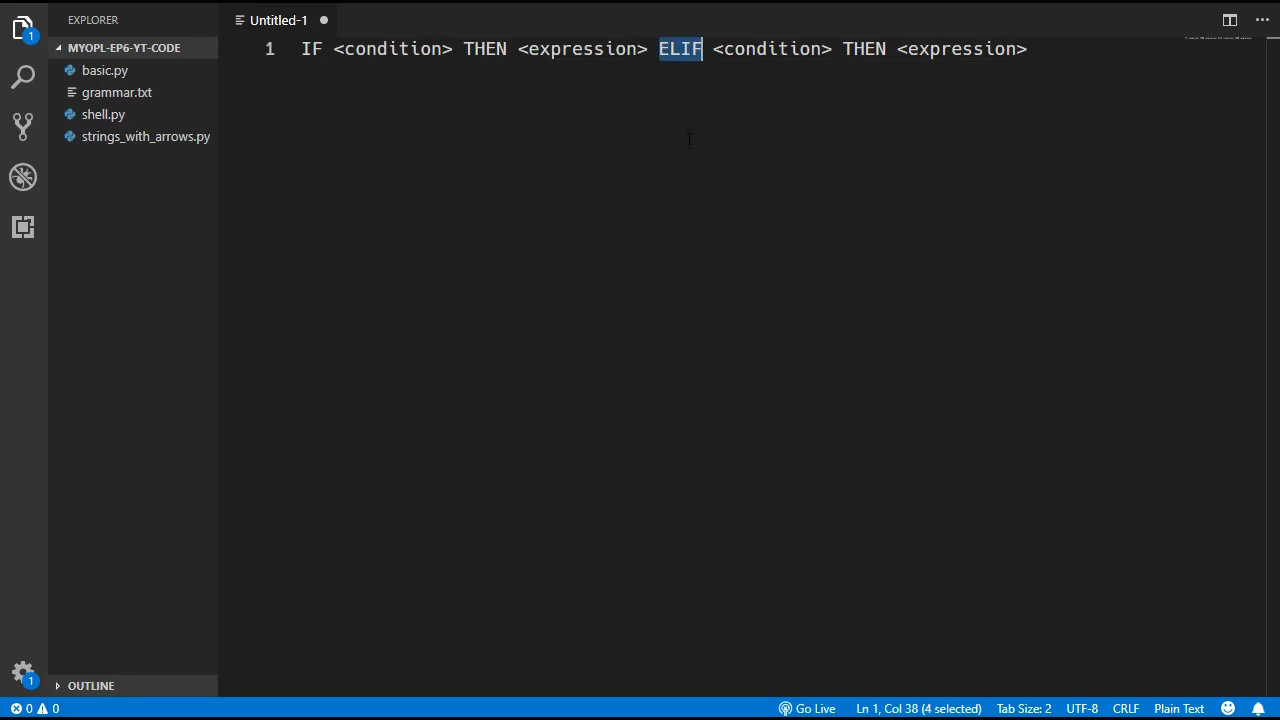 EXPLORER
Untitled-1
MYOPL-EP6-YT-CODE
basic.py
grammar.txt
shell.py
strings_with_arrows.py
1 IF <condition> THEN <expression> ELIF <condition> THEN <expression>
1
1
OUTLINE
0 0 Go Live Ln 1, Col 38 (4 selected) Tab Size: 2 UTF-8 CRLF Plain Text